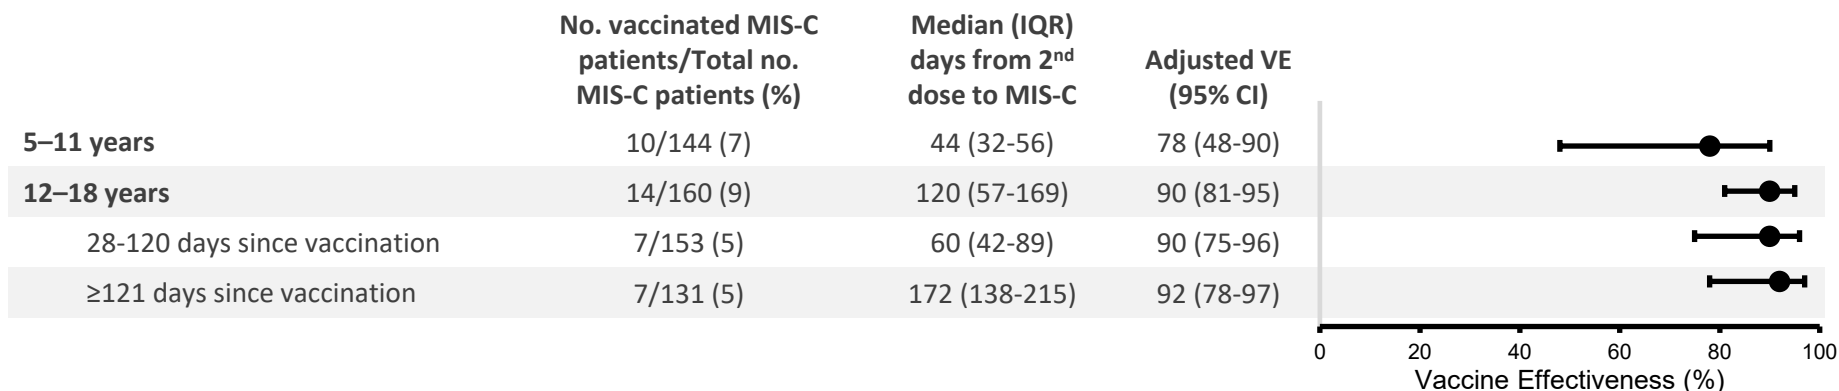 No. vaccinated MIS-C
patients/Total no.
MIS-C patients (%)
Median (IQR)
days from 2nd
dose to MIS-C
Adjusted VE
(95% CI)
5–11 years 10/144 (7) 44 (32-56) 78 (48-90)
12–18 years 14/160 (9) 120 (57-169) 90 (81-95)
28-120 days since vaccination 7/153 (5) 60 (42-89) 90 (75-96)
≥121 days since vaccination 7/131 (5) 172 (138-215) 92 (78-97)
0 20 40 60 80 100
Vaccine Effectiveness (%)